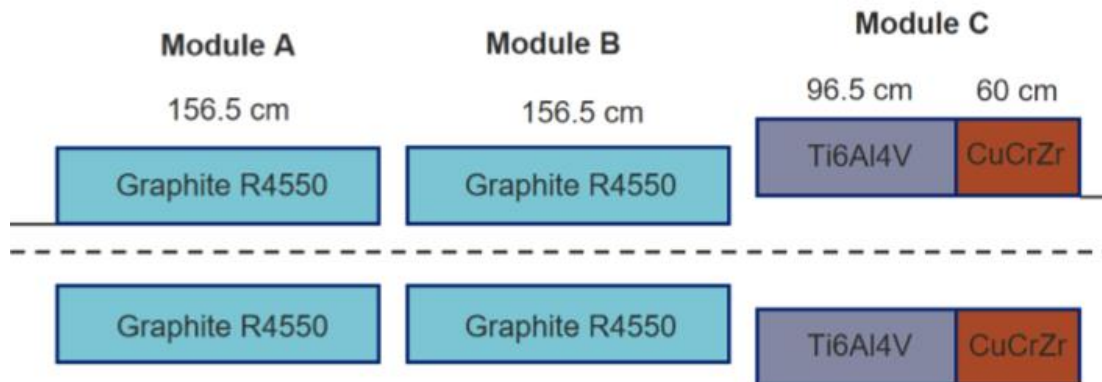 Module A
Module B
Module C
156.5 cm
156.5 cm
96.5 cm
60 cm
Graphite R4550
Graphite R4550
Ti6Al4V
CuCrZr
Graphite R4550
Graphite R4550
Ti6Al4V
CuCrZr